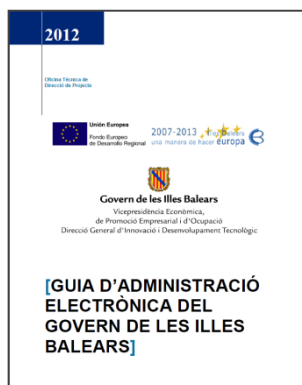 2012
Oficina Técnica de
Direcció de Projecte
Unión Europea
Fondo Europeo
de Desarrollo Regional
2007-2013
una manera de hacer europa
Govern de les Illes Balears
Vicepresidència Econòmica,
de Promoció Empresarial i d'Ocupació
Direcció General d'Innovació i Desenvolupament Tecnològic
[GUIA D'ADMINISTRACIÓ
ELECTRÒNICA DEL
GOVERN DE LES ILLES
BALEARS]